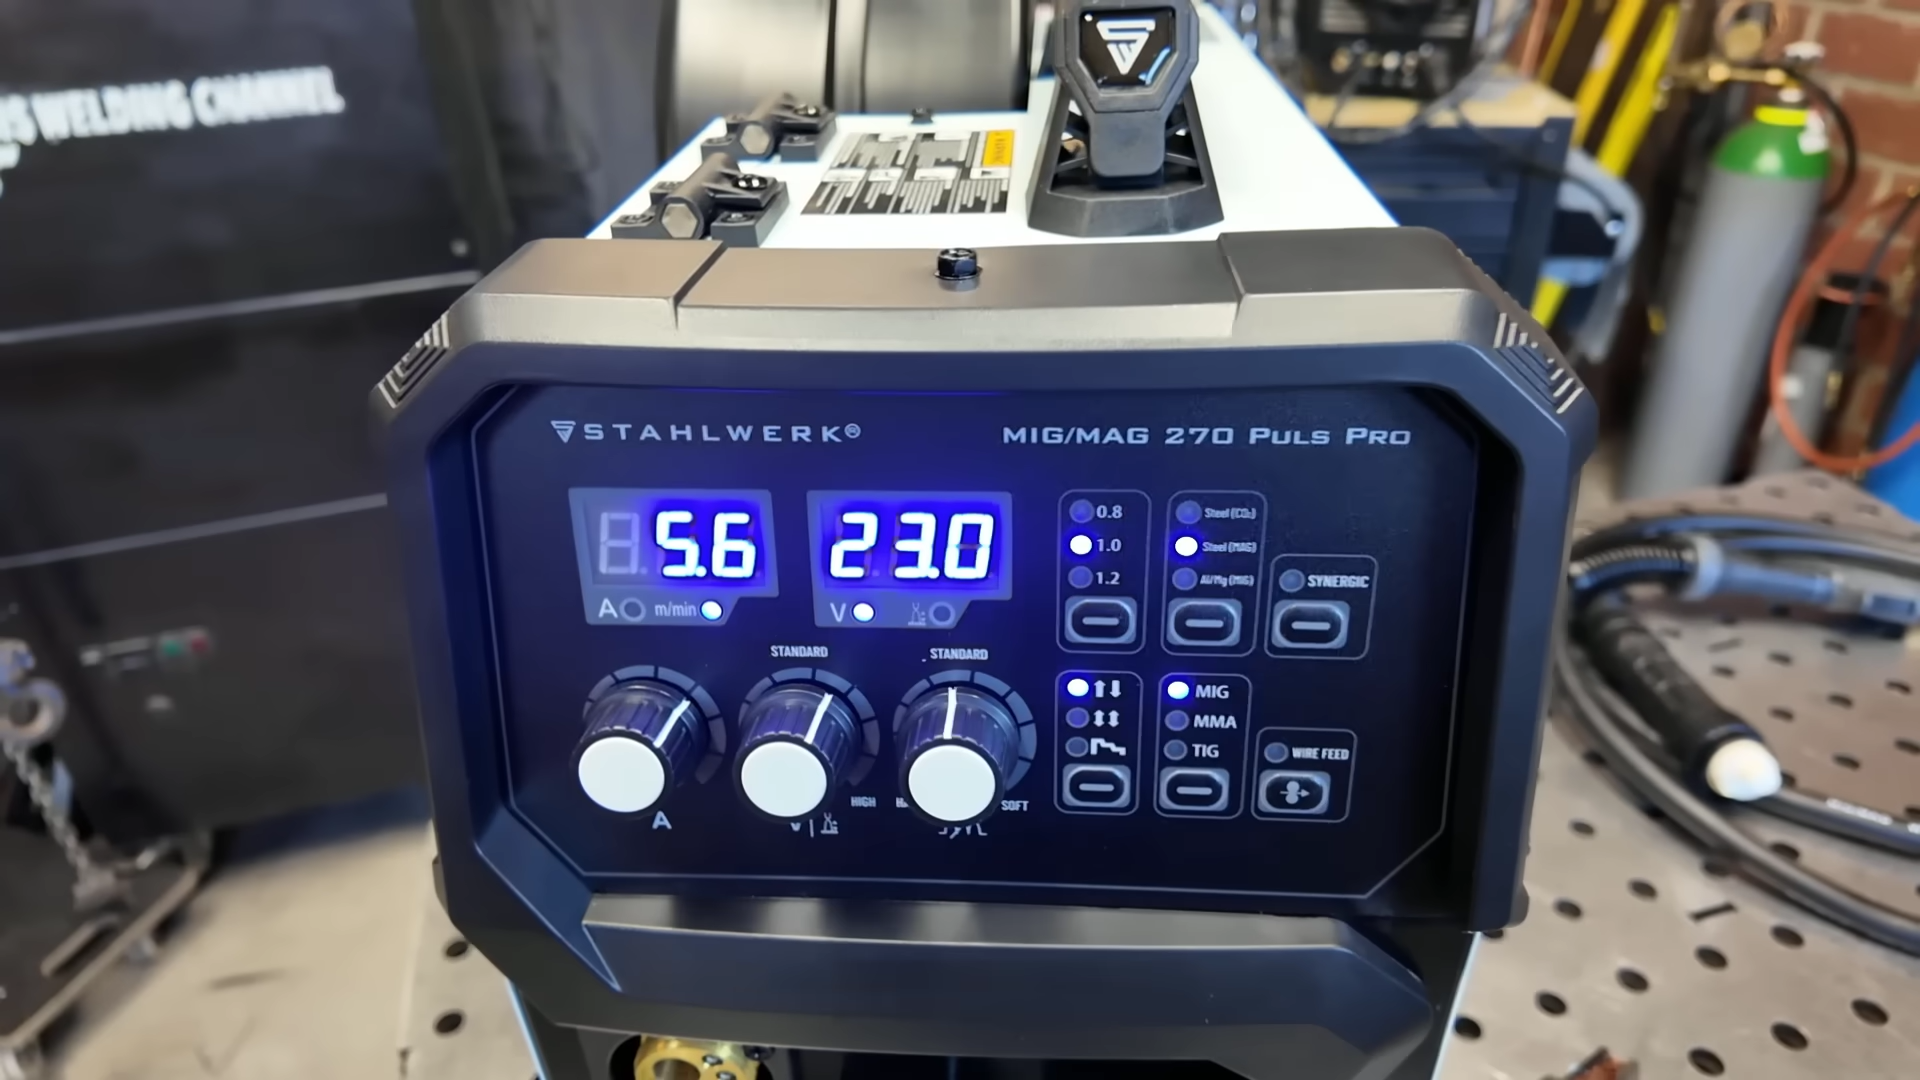 S WELDING CHANNEL
STAHLWERK®
MIG/MAG 270 PULS PRO
5.6
23.0
A
m/min
V
0.8
1.0
1.2
Steel (CO₂)
Steel (MAG)
Al/Mg (MIG)
SYNERGIC
STANDARD
STANDARD
MIG
MMA
TIG
WIRE FEED
HIGH
SOFT
A
V